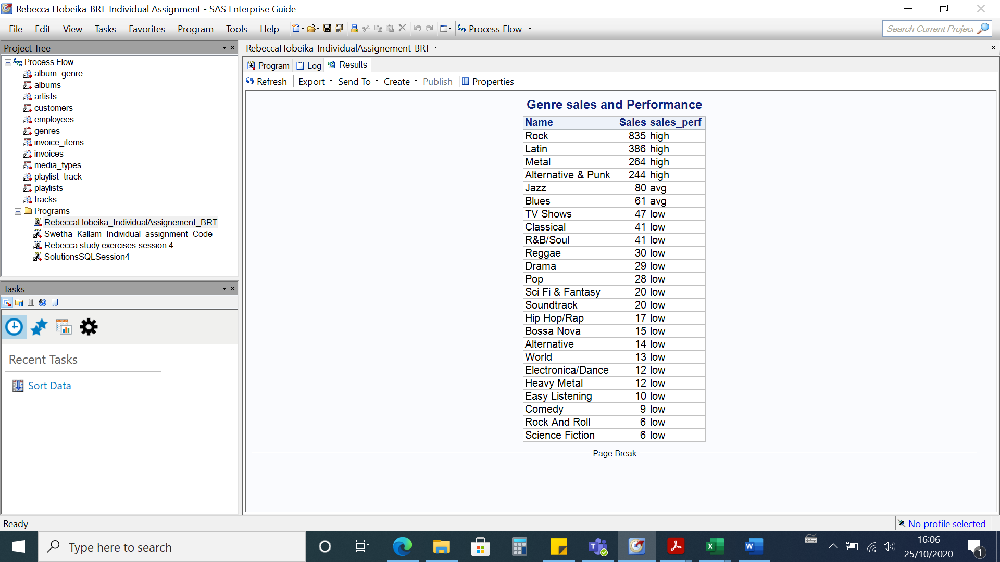 Rebecca Hobeika_BRT_Individual Assignment - SAS Enterprise Guide
File Edit View Tasks Favorites Program Tools Help Process Flow Search Current Project
Project Tree
Process Flow
album_genre
albums
artists
customers
employees
genres
invoice_items
invoices
media_types
playlist_track
playlists
tracks
Programs
RebeccaHobeika_IndividualAssignement_BRT
Swetha_Kallam_Individual_assignment_Code
Rebecca study exercises-session 4
SolutionsSQLSession4
Tasks
Recent Tasks
Sort Data
RebeccaHobeika_IndividualAssignement_BRT
Program Log Results
Refresh Export Send To Create Publish Properties
Genre sales and Performance
Name Sales sales_perf
Rock 835 high
Latin 386 high
Metal 264 high
Alternative & Punk 244 high
Jazz 80 avg
Blues 61 avg
TV Shows 47 low
Classical 41 low
R&B/Soul 41 low
Reggae 30 low
Drama 29 low
Pop 28 low
Sci Fi & Fantasy 20 low
Soundtrack 20 low
Hip Hop/Rap 17 low
Bossa Nova 15 low
Alternative 14 low
World 13 low
Electronica/Dance 12 low
Heavy Metal 12 low
Easy Listening 10 low
Comedy 9 low
Rock And Roll 6 low
Science Fiction 6 low
Page Break
Ready
No profile selected
Type here to search
16:06
25/10/2020
1